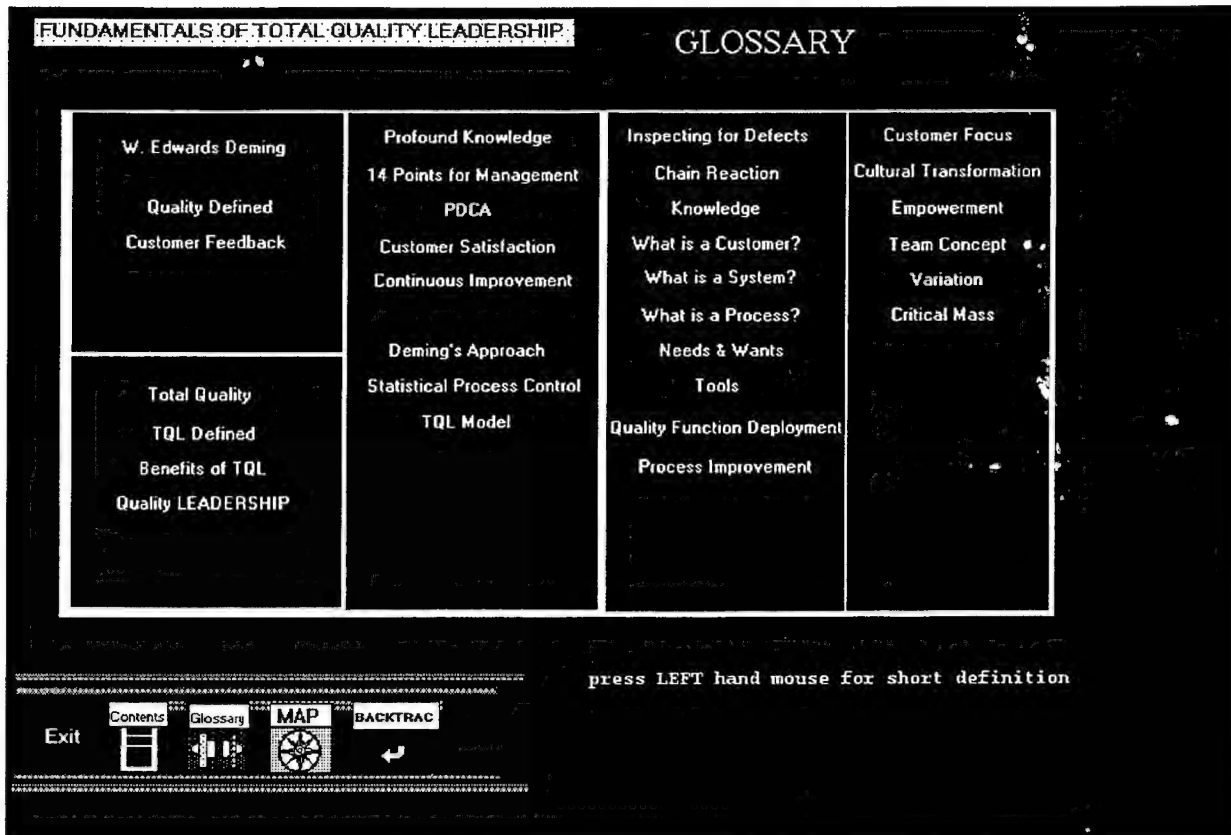 FUNDAMENTALS OF TOTAL QUALITY LEADERSHIP
GLOSSARY
W. Edwards Deming
Quality Defined
Customer Feedback
Total Quality
TQL Defined
Benefits of TQL
Quality LEADERSHIP
Profound Knowledge
14 Points for Management
PDCA
Customer Satisfaction
Continuous Improvement
Deming's Approach
Statistical Process Control
TQL Model
Inspecting for Defects
Chain Reaction
Knowledge
What is a Customer?
What is a System?
What is a Process?
Needs & Wants
Tools
Quality Function Deployment
Process Improvement
Customer Focus
Cultural Transformation
Empowerment
Team Concept
Variation
Critical Mass
press LEFT hand mouse for short definition
Exit
Contents
Glossary
MAP
BACKTRAC